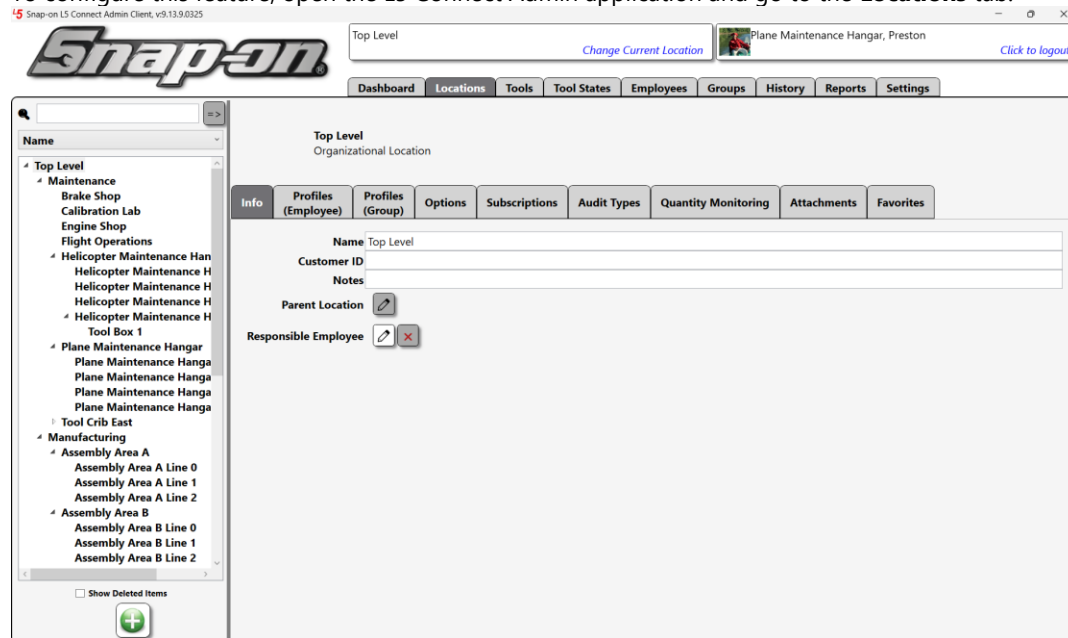 To configure this feature, open the L5 Connect Admin application and go to the Locations tab.
L5 Snap-on L5 Connect Admin Client, v:9.13.9.0325
Snap-on®
Top Level
Change Current Location
Plane Maintenance Hangar, Preston
Click to logout
Dashboard Locations Tools Tool States Employees Groups History Reports Settings
=>
Name
Top Level
Maintenance
Brake Shop
Calibration Lab
Engine Shop
Flight Operations
Helicopter Maintenance Han
Helicopter Maintenance H
Helicopter Maintenance H
Helicopter Maintenance H
Helicopter Maintenance H
Tool Box 1
Plane Maintenance Hangar
Plane Maintenance Hanga
Plane Maintenance Hanga
Plane Maintenance Hanga
Plane Maintenance Hanga
Tool Crib East
Manufacturing
Assembly Area A
Assembly Area A Line 0
Assembly Area A Line 1
Assembly Area A Line 2
Assembly Area B
Assembly Area B Line 0
Assembly Area B Line 1
Assembly Area B Line 2
Show Deleted Items
Top Level
Organizational Location
Info Profiles (Employee) Profiles (Group) Options Subscriptions Audit Types Quantity Monitoring Attachments Favorites
Name Top Level
Customer ID
Notes
Parent Location
Responsible Employee